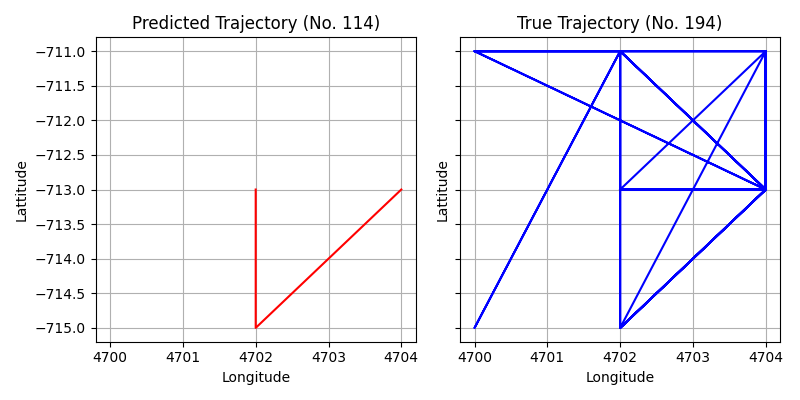 Predicted Trajectory (No. 114)
True Trajectory (No. 194)
−711.0
−711.5
−712.0
−712.5
−713.0
−713.5
−714.0
−714.5
−715.0
Lattitude
Lattitude
4700 4701 4702 4703 4704
4700 4701 4702 4703 4704
Longitude
Longitude